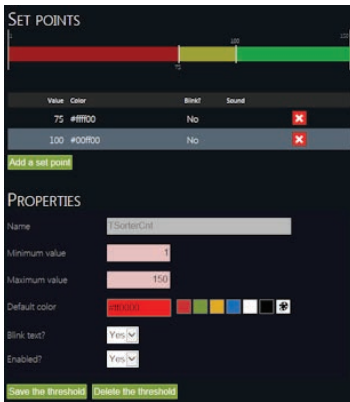 SET POINTS
1 100 150
75
Value Color Blink? Sound
75 #ffff00 No
100 #00ff00 No
Add a set point
PROPERTIES
Name TSorterCnt
Minimum value 1
Maximum value 150
Default color #ff0000
Blink text? Yes
Enabled? Yes
Save the threshold Delete the threshold